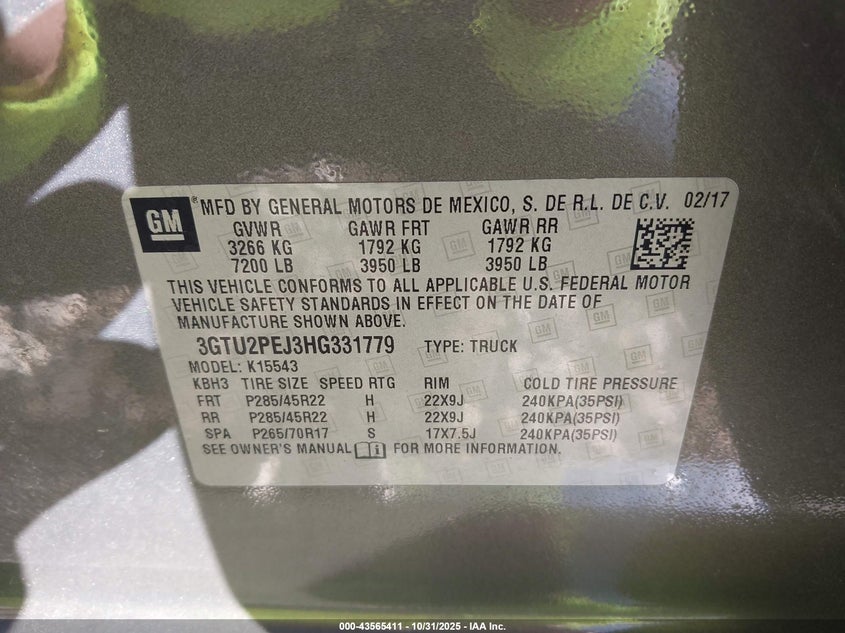 GM ® MFD BY GENERAL MOTORS DE MEXICO, S. DE R.L. DE C.V. 02/17
GVWR GAWR FRT GAWR RR
3266 KG 1792 KG 1792 KG
7200 LB 3950 LB 3950 LB
THIS VEHICLE CONFORMS TO ALL APPLICABLE U.S. FEDERAL MOTOR
VEHICLE SAFETY STANDARDS IN EFFECT ON THE DATE OF
MANUFACTURE SHOWN ABOVE.
3GTU2PEJ3HG331779 TYPE: TRUCK
MODEL: K15543
KBH3 TIRE SIZE SPEED RTG RIM COLD TIRE PRESSURE
FRT P285/45R22 H 22X9J 240KPA(35PSI)
RR P285/45R22 H 22X9J 240KPA(35PSI)
SPA P265/70R17 S 17X7.5J 240KPA(35PSI)
SEE OWNER'S MANUAL i FOR MORE INFORMATION.
000-43565411 - 10/31/2025 - IAA Inc.